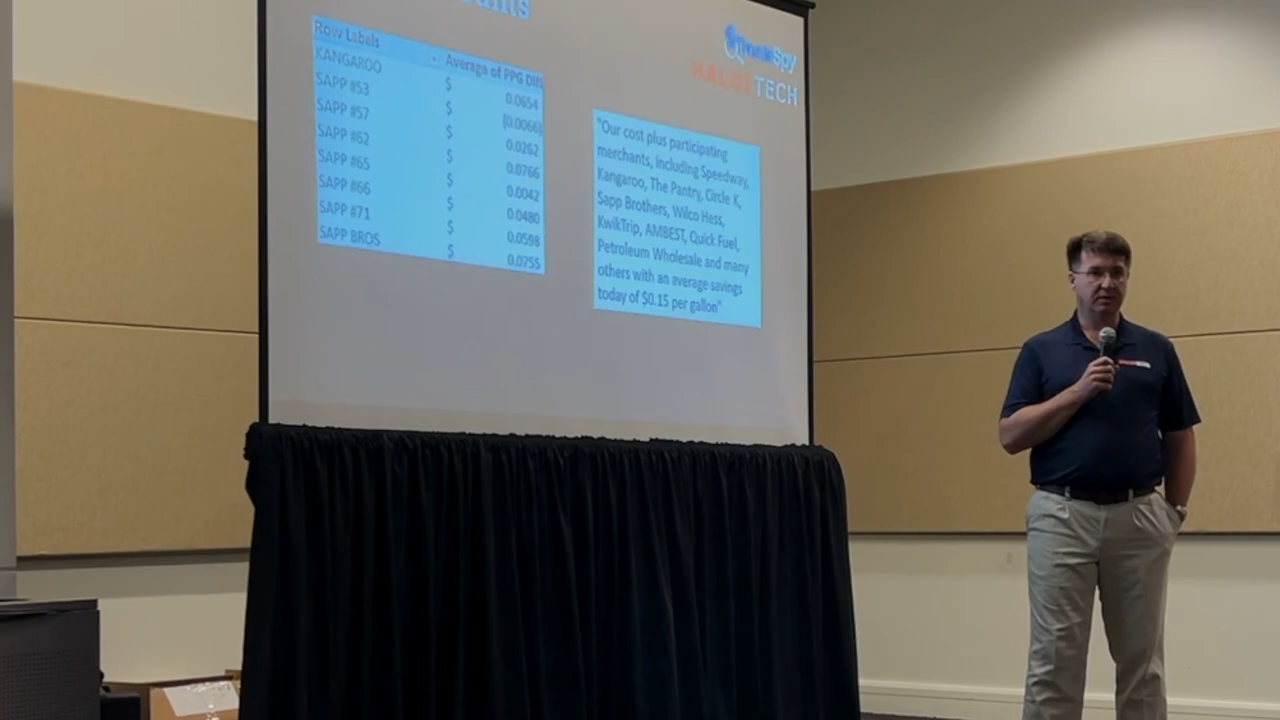 Row Labels Average of PPG Diff
KANGAROO $ 0.0654
SAPP #53 $ (0.0066)
SAPP #57 $ 0.0262
SAPP #62 $ 0.0766
SAPP #65 $ 0.0042
SAPP #66 $ 0.0480
SAPP #71 $ 0.0598
SAPP BROS $ 0.0755
Spy
HALOSTECH
"Our cost plus participating
merchants, including Speedway,
Kangaroo, The Pantry, Circle K,
Sapp Brothers, Wilco Hess,
KwikTrip, AMBEST, Quick Fuel,
Petroleum Wholesale and many
others with an average savings
today of $0.15 per gallon"